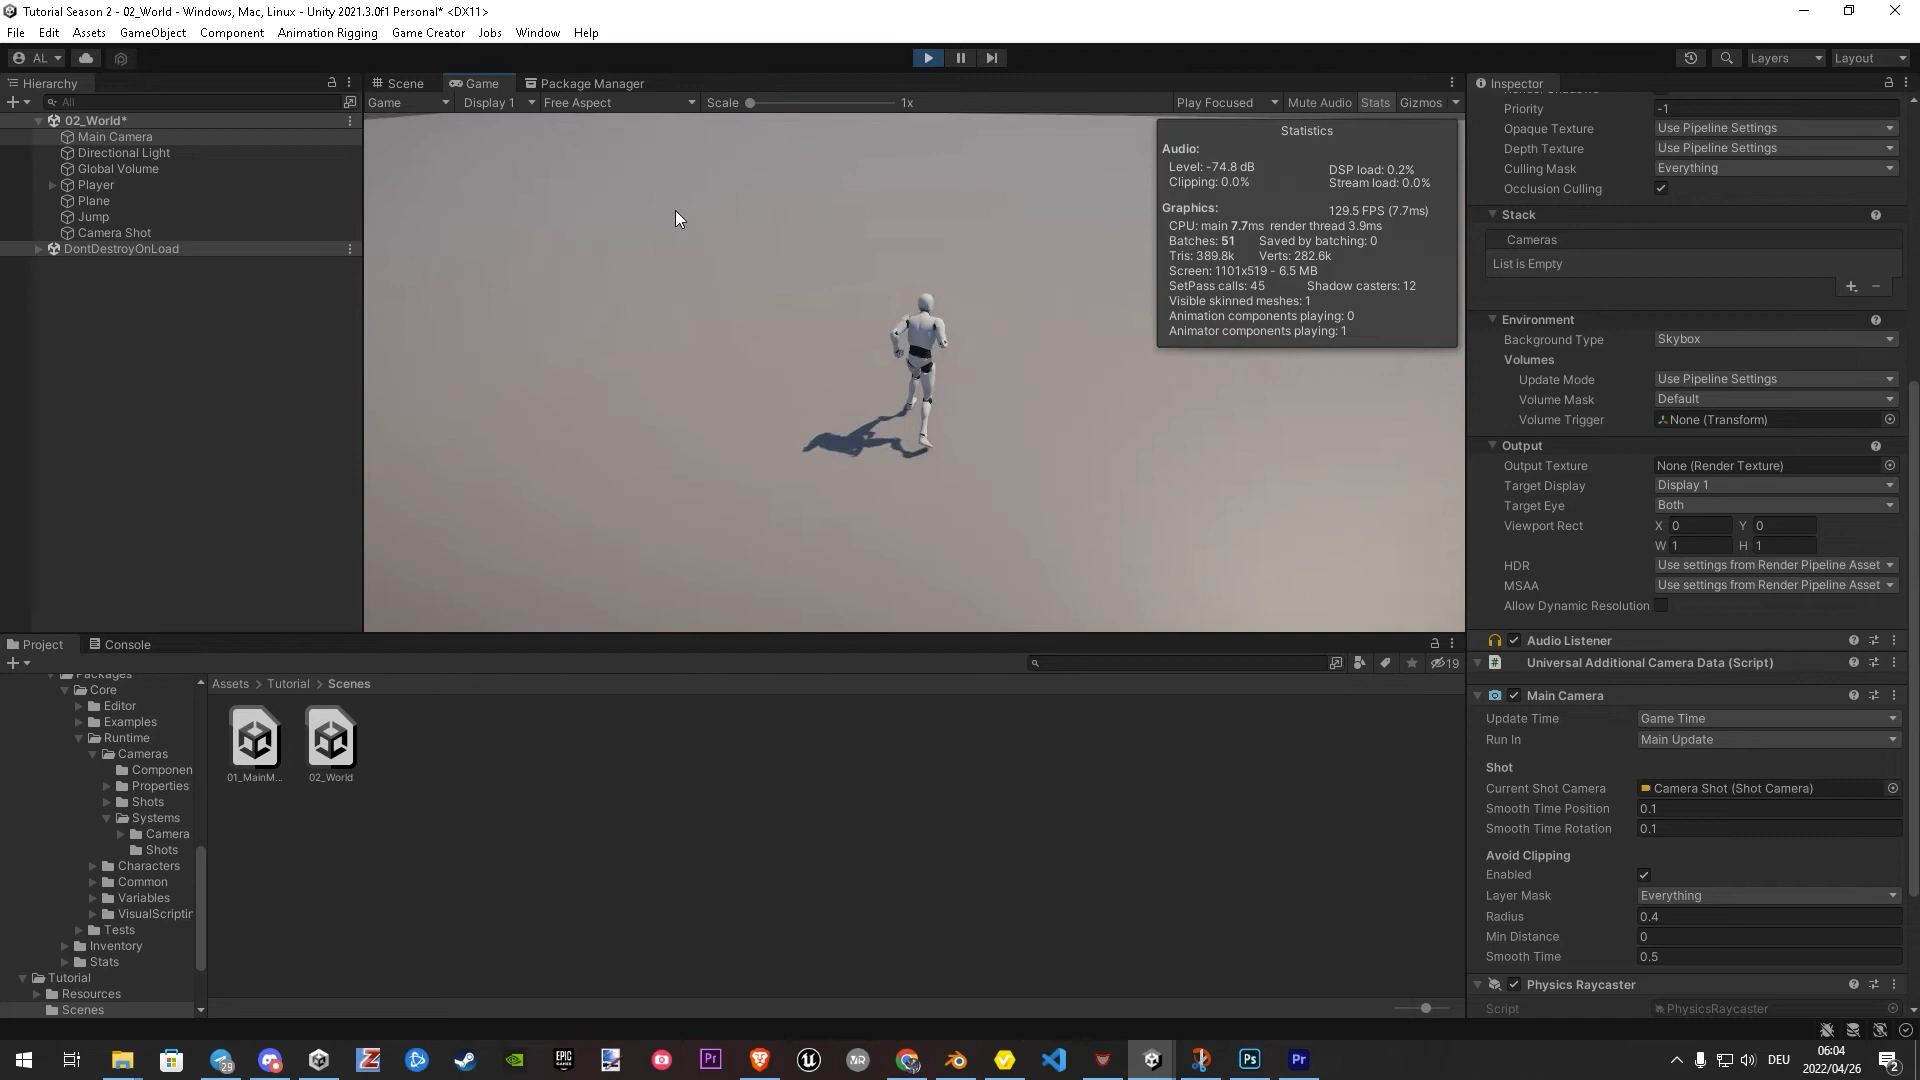 Tutorial Season 2 - 02_World - Windows, Mac, Linux - Unity 2021.3.0f1 Personal* <DX11>
File Edit Assets GameObject Component Animation Rigging Game Creator Jobs Window Help
AL
Layers Layout
Hierarchy
All
02_World*
Main Camera
Directional Light
Global Volume
Player
Plane
Jump
Camera Shot
DontDestroyOnLoad
Scene Game Package Manager
Game Display 1 Free Aspect Scale 1x Play Focused Mute Audio Stats Gizmos
Statistics
Audio:
Level: -74.8 dB DSP load: 0.2%
Clipping: 0.0% Stream load: 0.0%
Graphics: 129.5 FPS (7.7ms)
CPU: main 7.7ms render thread 3.9ms
Batches: 51 Saved by batching: 0
Tris: 389.8k Verts: 282.6k
Screen: 1101x519 - 6.5 MB
SetPass calls: 45 Shadow casters: 12
Visible skinned meshes: 1
Animation components playing: 0
Animator components playing: 1
Inspector
Priority -1
Opaque Texture Use Pipeline Settings
Depth Texture Use Pipeline Settings
Culling Mask Everything
Occlusion Culling
Stack
Cameras
List is Empty
Environment
Background Type Skybox
Volumes
Update Mode Use Pipeline Settings
Volume Mask Default
Volume Trigger None (Transform)
Output
Output Texture None (Render Texture)
Target Display Display 1
Target Eye Both
Viewport Rect X 0 Y 0
W 1 H 1
HDR Use settings from Render Pipeline Asset
MSAA Use settings from Render Pipeline Asset
Allow Dynamic Resolution
Audio Listener
Universal Additional Camera Data (Script)
Main Camera
Update Time Game Time
Run In Main Update
Shot
Current Shot Camera Camera Shot (Shot Camera)
Smooth Time Position 0.1
Smooth Time Rotation 0.1
Avoid Clipping
Enabled
Layer Mask Everything
Radius 0.4
Min Distance 0
Smooth Time 0.5
Physics Raycaster
Script PhysicsRaycaster
Project Console
19
Packages
Core
Editor
Examples
Runtime
Cameras
Componen
Properties
Shots
Systems
Camera
Shots
Characters
Common
Variables
VisualScriptin
Tests
Inventory
Stats
Tutorial
Resources
Scenes
Assets > Tutorial > Scenes
01_MainM... 02_World
29
Z
EPIC GAMES
Pr
MR
Ps
Pr
DEU
06:04
2022/04/26
2